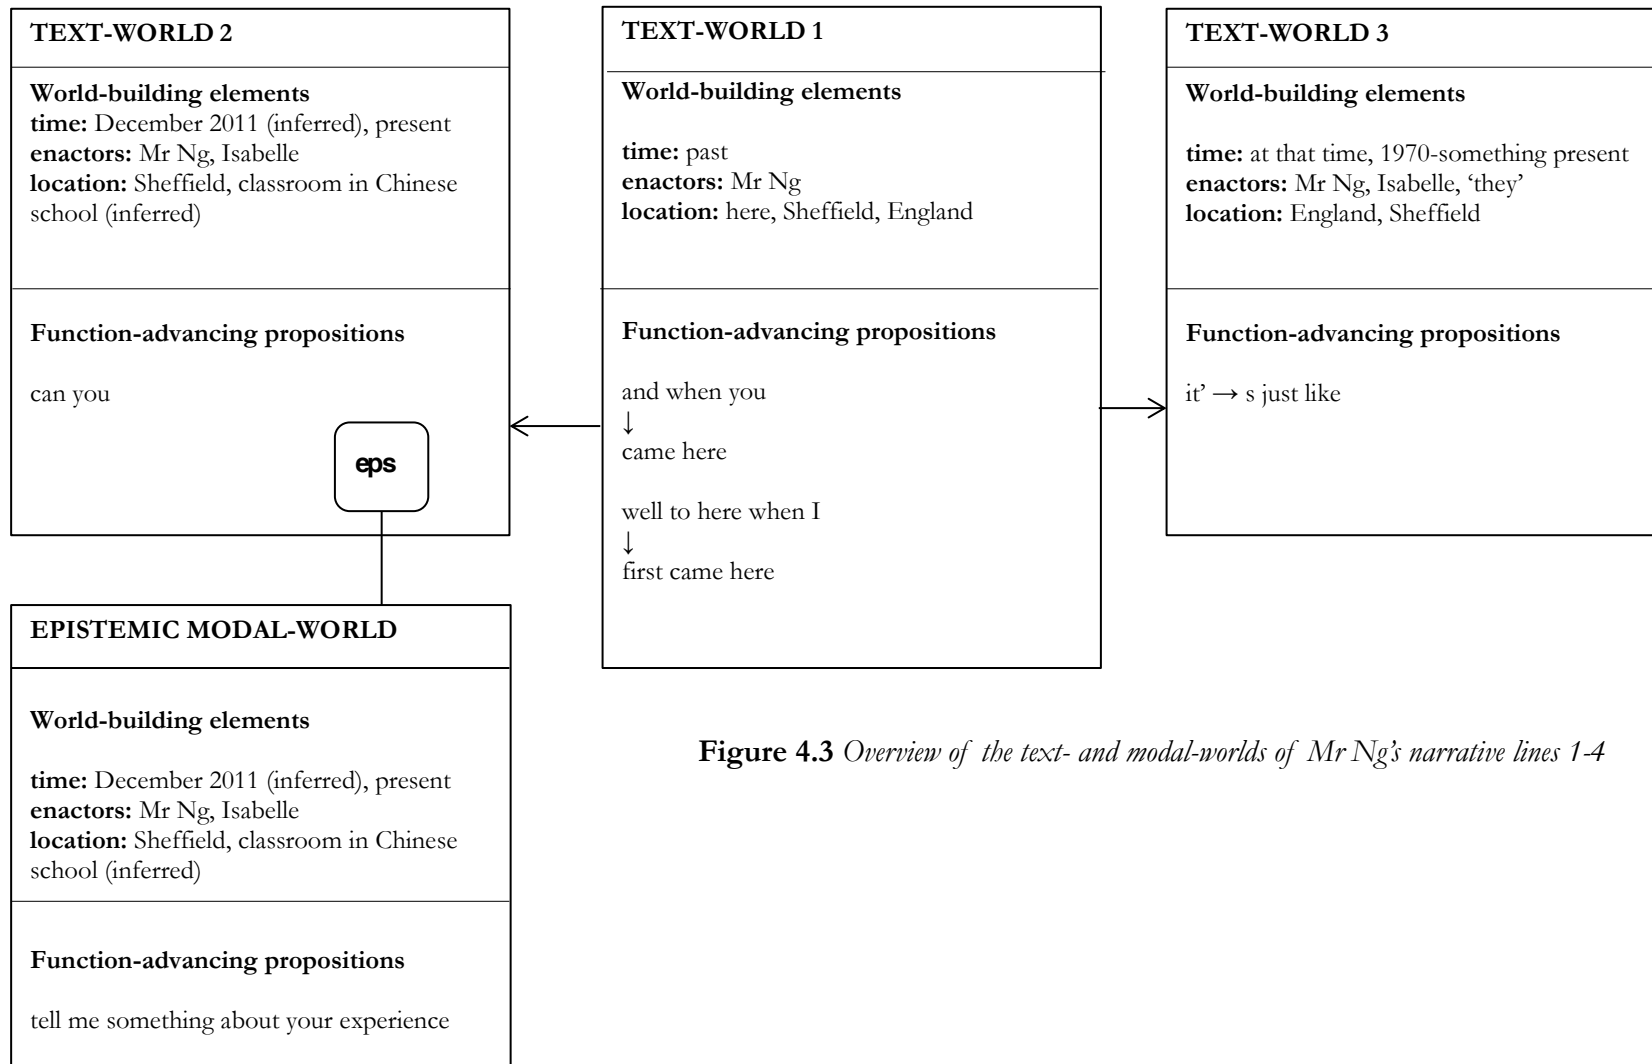 TEXT-WORLD 2
World-building elements
time: December 2011 (inferred), present
enactors: Mr Ng, Isabelle
location: Sheffield, classroom in Chinese
school (inferred)
Function-advancing propositions
can you
eps
EPISTEMIC MODAL-WORLD
World-building elements
time: December 2011 (inferred), present
enactors: Mr Ng, Isabelle
location: Sheffield, classroom in Chinese
school (inferred)
Function-advancing propositions
tell me something about your experience
TEXT-WORLD 1
World-building elements
time: past
enactors: Mr Ng
location: here, Sheffield, England
Function-advancing propositions
and when you
↓
came here
well to here when I
↓
first came here
TEXT-WORLD 3
World-building elements
time: at that time, 1970-something present
enactors: Mr Ng, Isabelle, ‘they’
location: England, Sheffield
Function-advancing propositions
it’ → s just like
Figure 4.3 Overview of the text- and modal-worlds of Mr Ng’s narrative lines 1-4